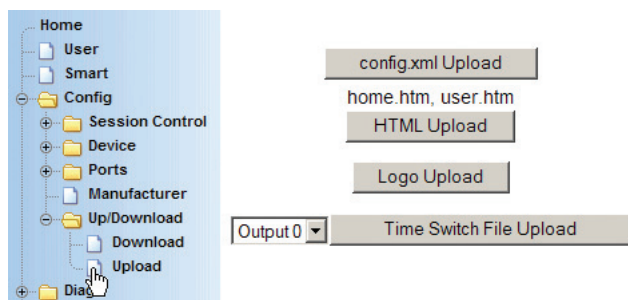 Home
User
Smart
Config
Session Control
Device
Ports
Manufacturer
Up/Download
Download
Upload
config.xml Upload
home.htm, user.htm
HTML Upload
Logo Upload
Output 0
Time Switch File Upload